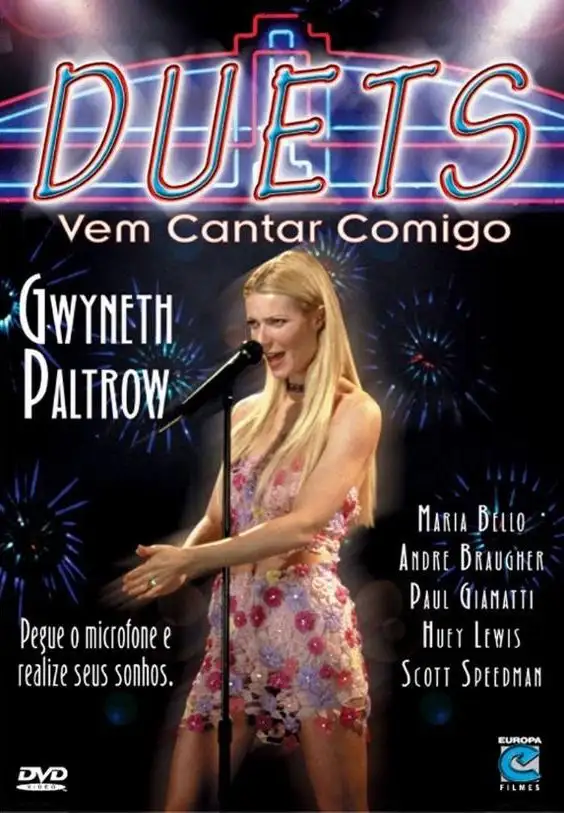 DUETS
Vem Cantar Comigo
GWYNETH
PALTROW
MARIA BELLO
ANDRE BRAUGHER
PAUL GIAMATTI
HUEY LEWIS
SCOTT SPEEDMAN
Pegue o microfone e
realize seus sonhos.
DVD
VIDEO
EUROPA
FILMES